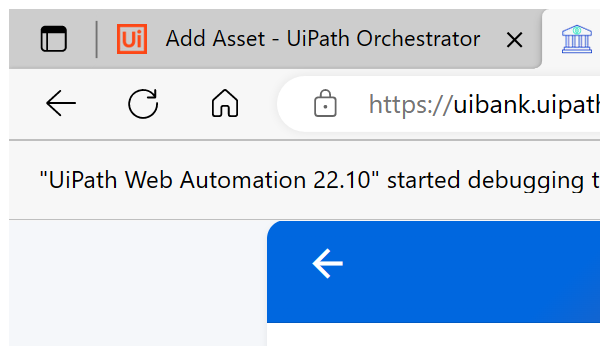 Ui Add Asset - UiPath Orchestrator
https://uibank.uipath
"UiPath Web Automation 22.10" started debugging t